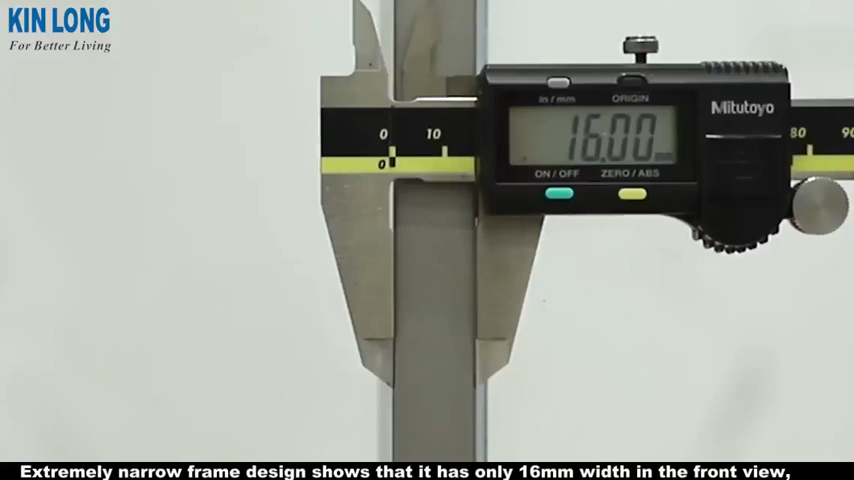 KIN LONG
For Better Living
in / mm
ORIGIN
Mitutoyo
0
10
16.00
80
90
0
ON / OFF
ZERO / ABS
Extremely narrow frame design shows that it has only 16mm width in the front view,